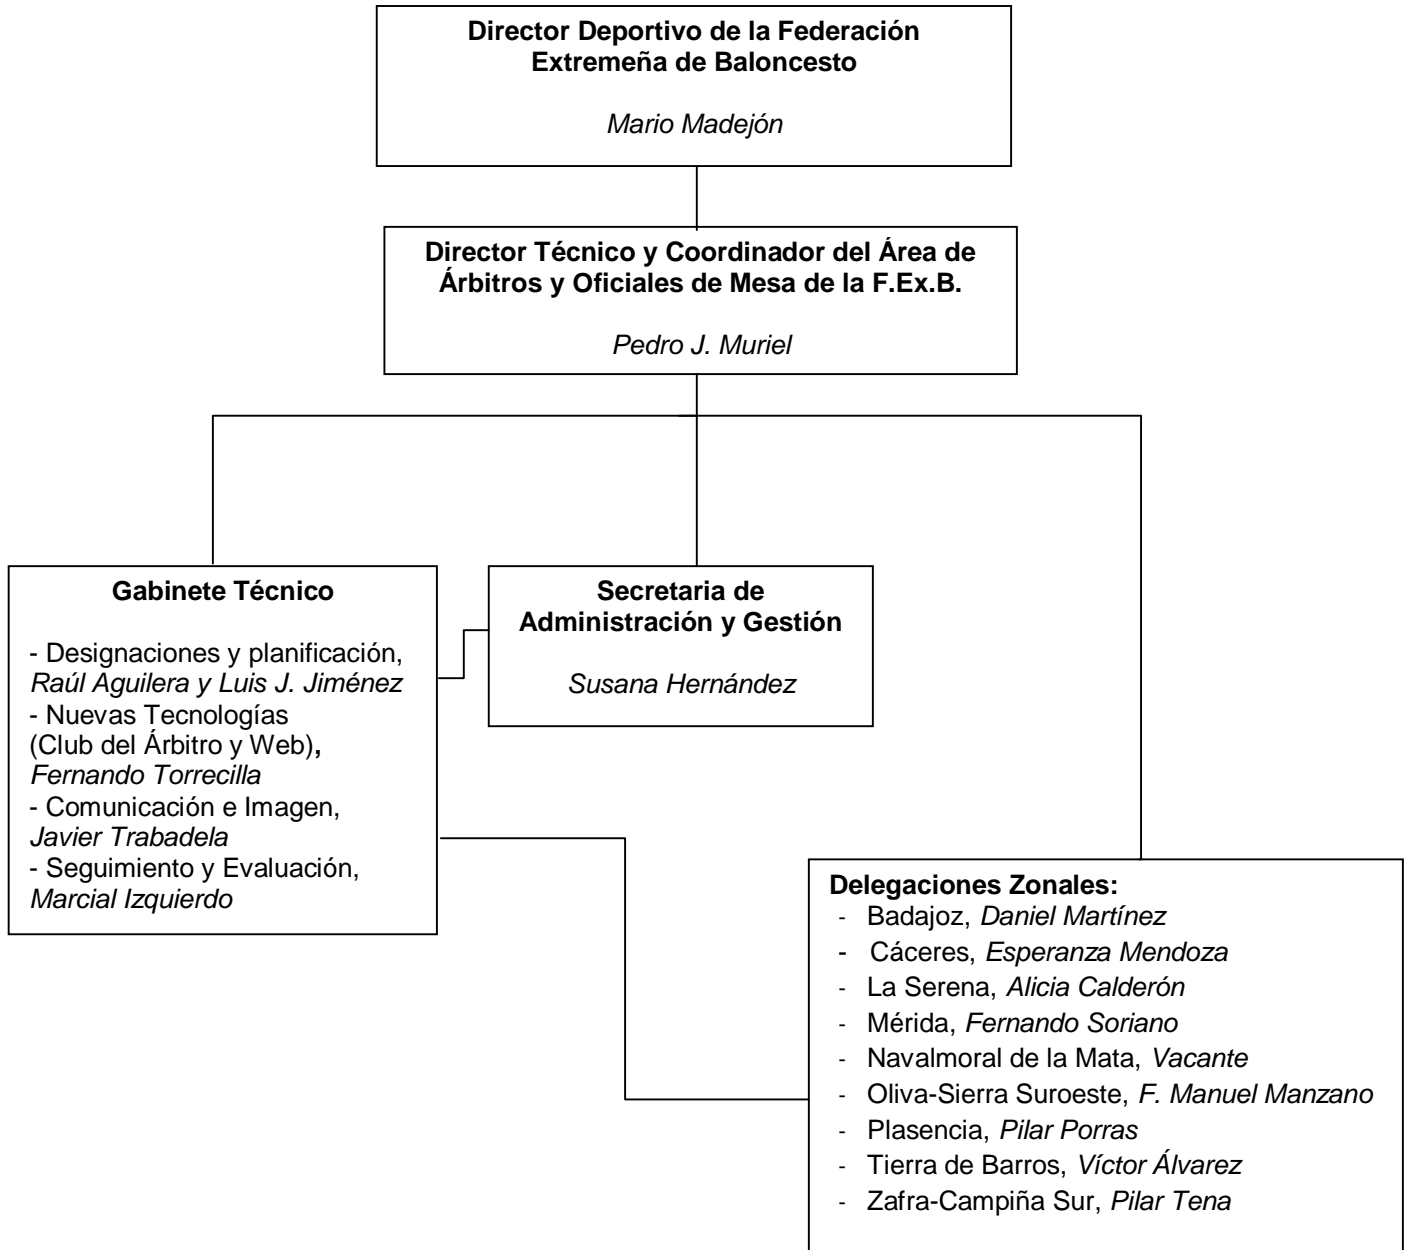 Director Deportivo de la Federación
Extremeña de Baloncesto
Mario Madejón
Director Técnico y Coordinador del Área de
Árbitros y Oficiales de Mesa de la F.Ex.B.
Pedro J. Muriel
Gabinete Técnico
- Designaciones y planificación,
Raúl Aguilera y Luis J. Jiménez
- Nuevas Tecnologías
(Club del Árbitro y Web),
Fernando Torrecilla
- Comunicación e Imagen,
Javier Trabadela
- Seguimiento y Evaluación,
Marcial Izquierdo
Secretaria de
Administración y Gestión
Susana Hernández
Delegaciones Zonales:
- Badajoz, Daniel Martínez
- Cáceres, Esperanza Mendoza
- La Serena, Alicia Calderón
- Mérida, Fernando Soriano
- Navalmoral de la Mata, Vacante
- Oliva-Sierra Suroeste, F. Manuel Manzano
- Plasencia, Pilar Porras
- Tierra de Barros, Víctor Álvarez
- Zafra-Campiña Sur, Pilar Tena